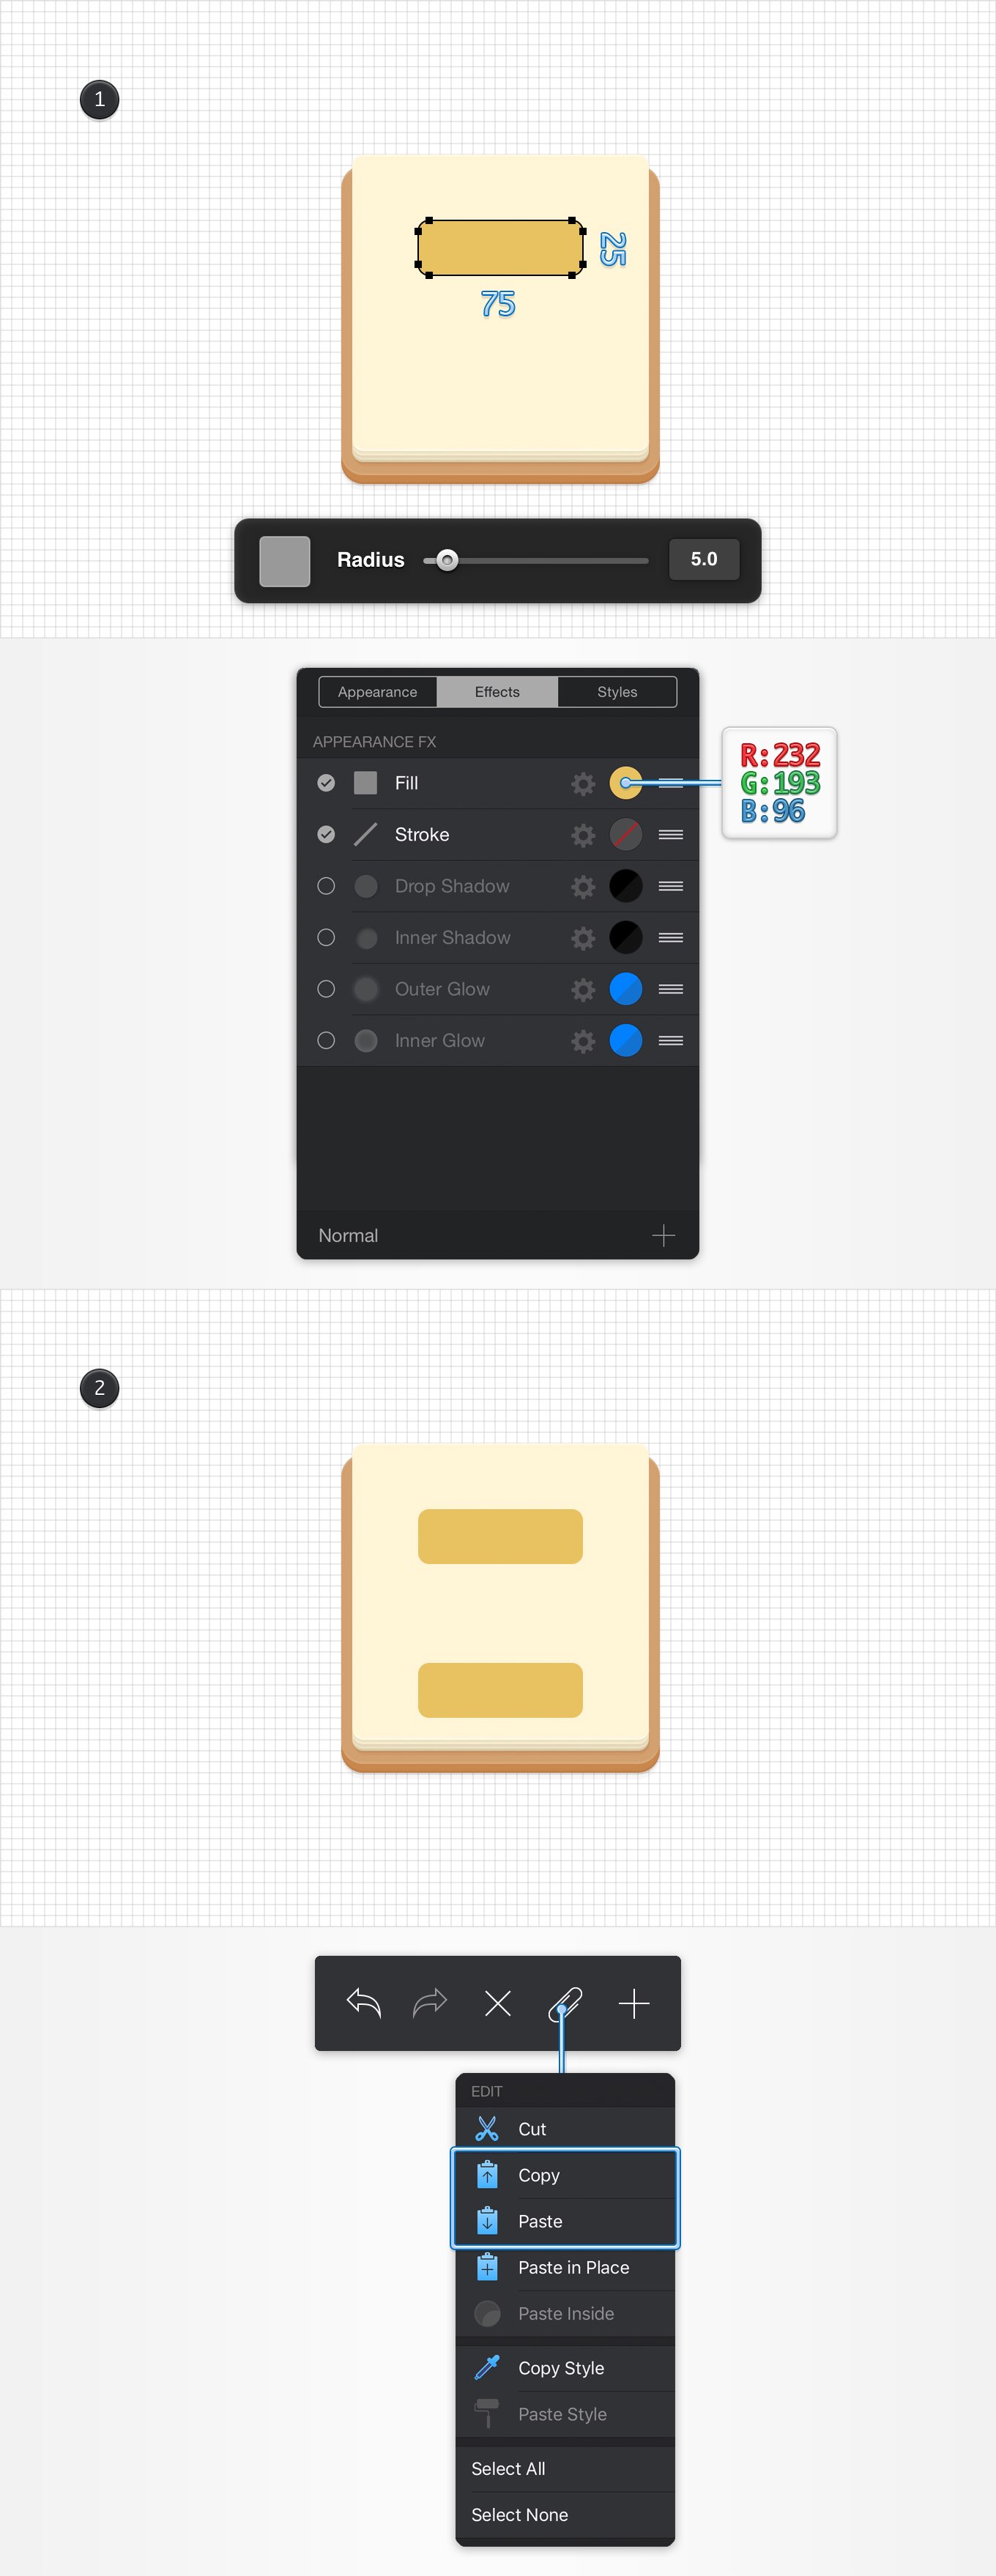 1
25
75
Radius 5.0
Appearance Effects Styles
APPEARANCE FX
Fill
R:232
G:193
B:96
Stroke
Drop Shadow
Inner Shadow
Outer Glow
Inner Glow
Normal
2
EDIT
Cut
Copy
Paste
Paste in Place
Paste Inside
Copy Style
Paste Style
Select All
Select None